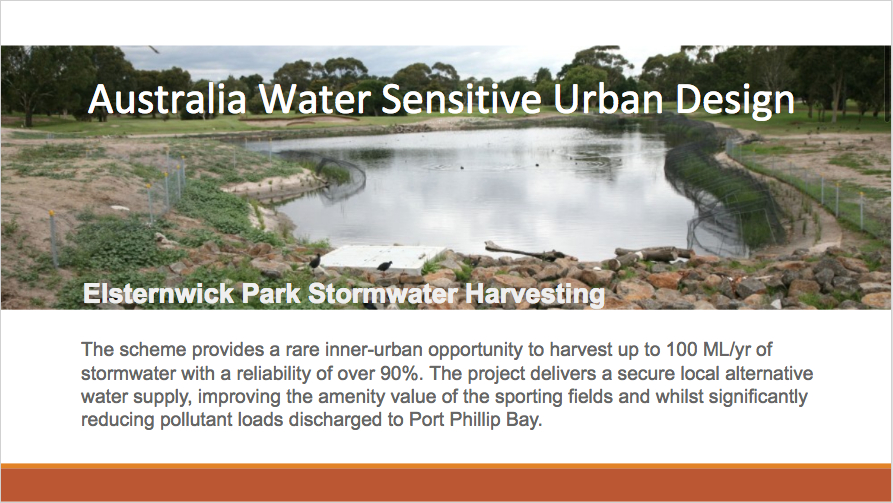 Australia Water Sensitive Urban Design
Elsternwick Park Stormwater Harvesting
The scheme provides a rare inner-urban opportunity to harvest up to 100 ML/yr of
stormwater with a reliability of over 90%. The project delivers a secure local alternative
water supply, improving the amenity value of the sporting fields and whilst significantly
reducing pollutant loads discharged to Port Phillip Bay.